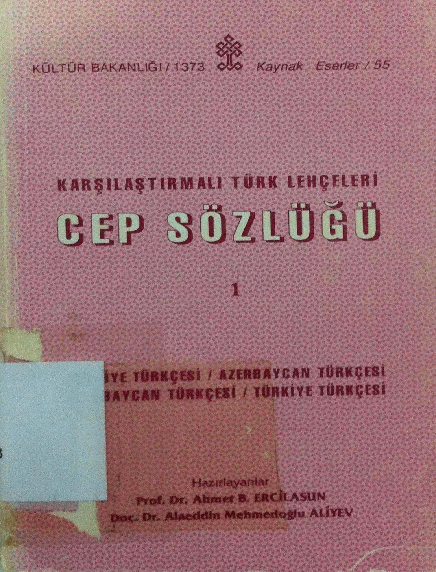 KÜLTÜR BAKANLIĞI / 1373 Kaynak Eserler / 55
KARŞILAŞTIRMALI TÜRK LEHÇELERİ
CEP SÖZLÜĞÜ
1
İYE TÜRKÇESİ / AZERBAYCAN TÜRKÇESİ
BAYCAN TÜRKÇESİ / TÜRKİYE TÜRKÇESİ
Hazırlayanlar
Prof. Dr. Ahmet B. ERCİLASUN
Doç. Dr. Alaeddin Mehmedoğlu ALİYEV